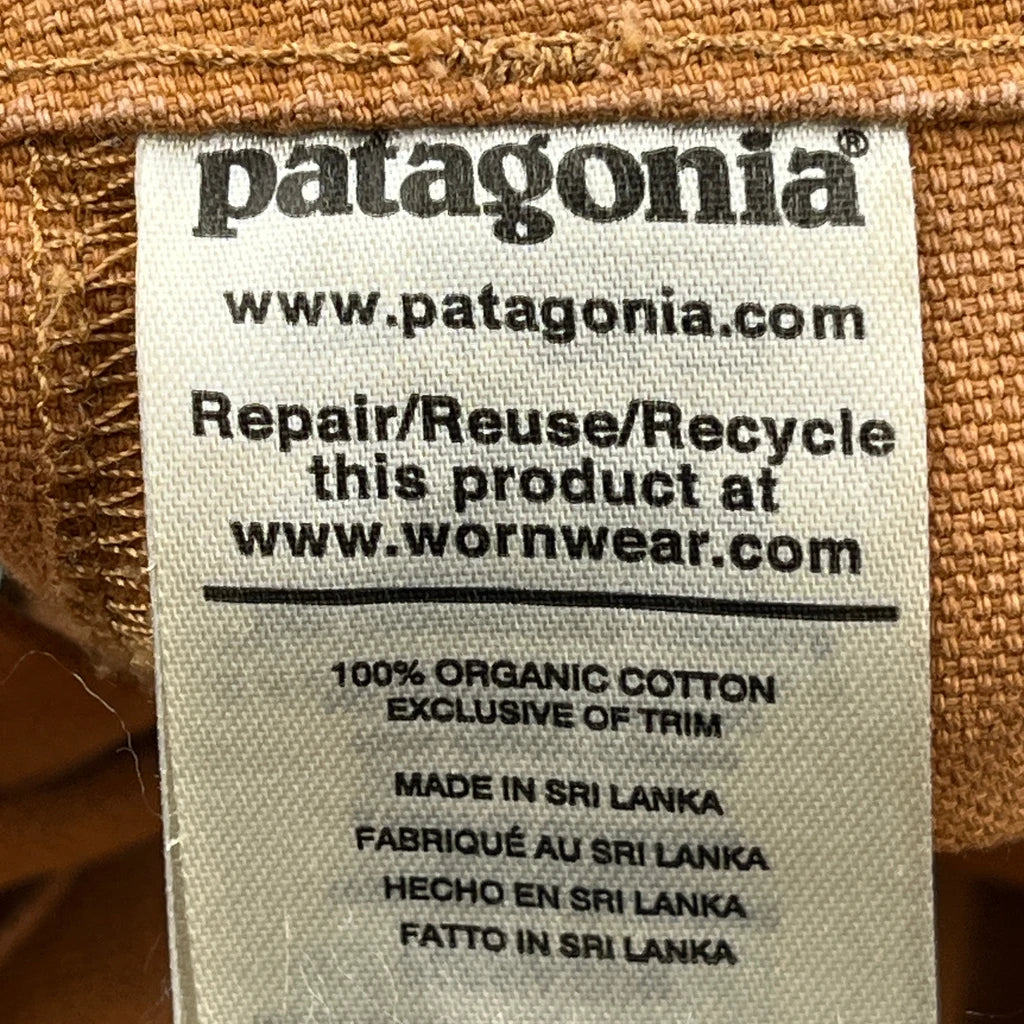 patagonia®
www.patagonia.com
Repair/Reuse/Recycle
this product at
www.wornwear.com
100% ORGANIC COTTON
EXCLUSIVE OF TRIM
MADE IN SRI LANKA
FABRIQUÉ AU SRI LANKA
HECHO EN SRI LANKA
FATTO IN SRI LANKA